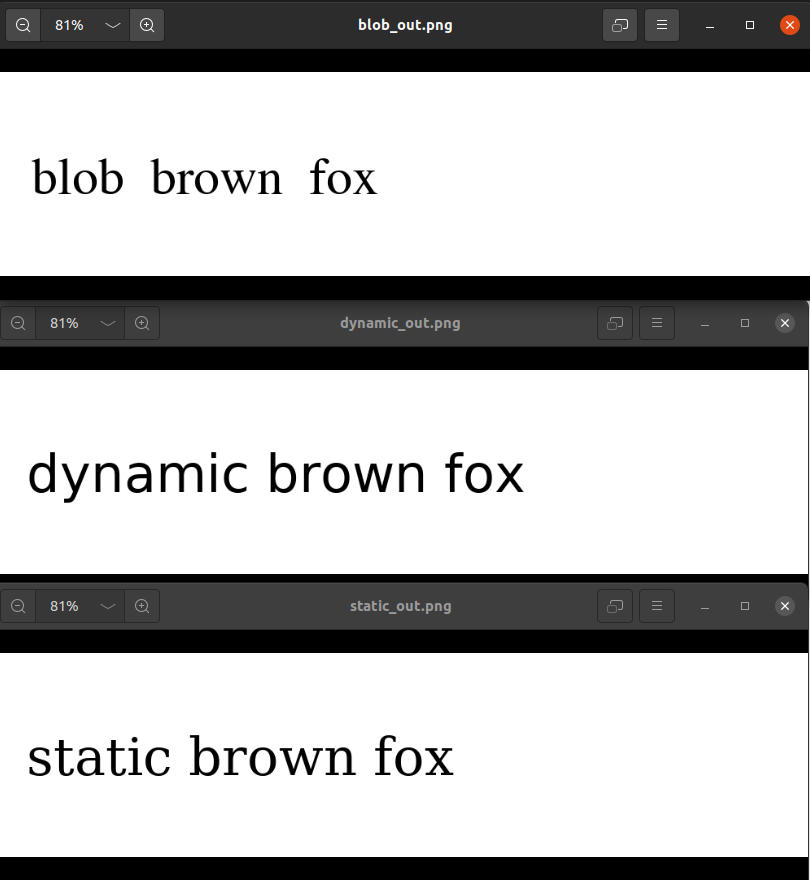 81% blob_out.png
blob brown fox
81% dynamic_out.png
dynamic brown fox
81% static_out.png
static brown fox